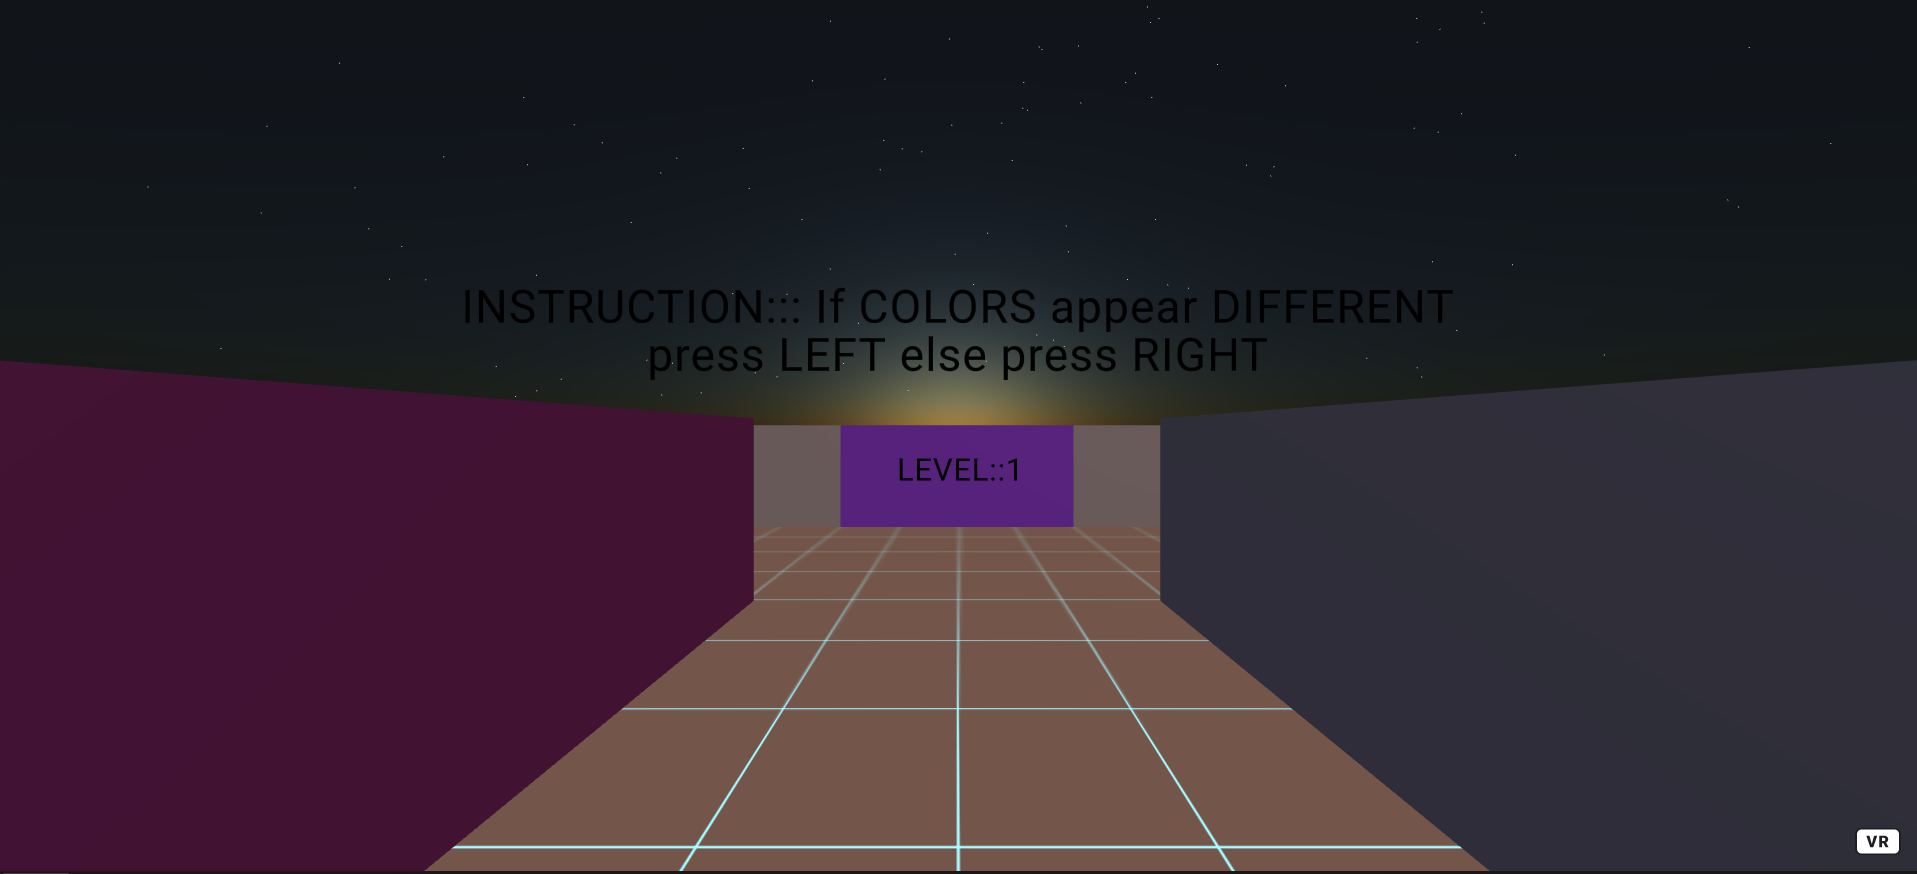 INSTRUCTION::: If COLORS appear DIFFERENT
press LEFT else press RIGHT
LEVEL::1
VR